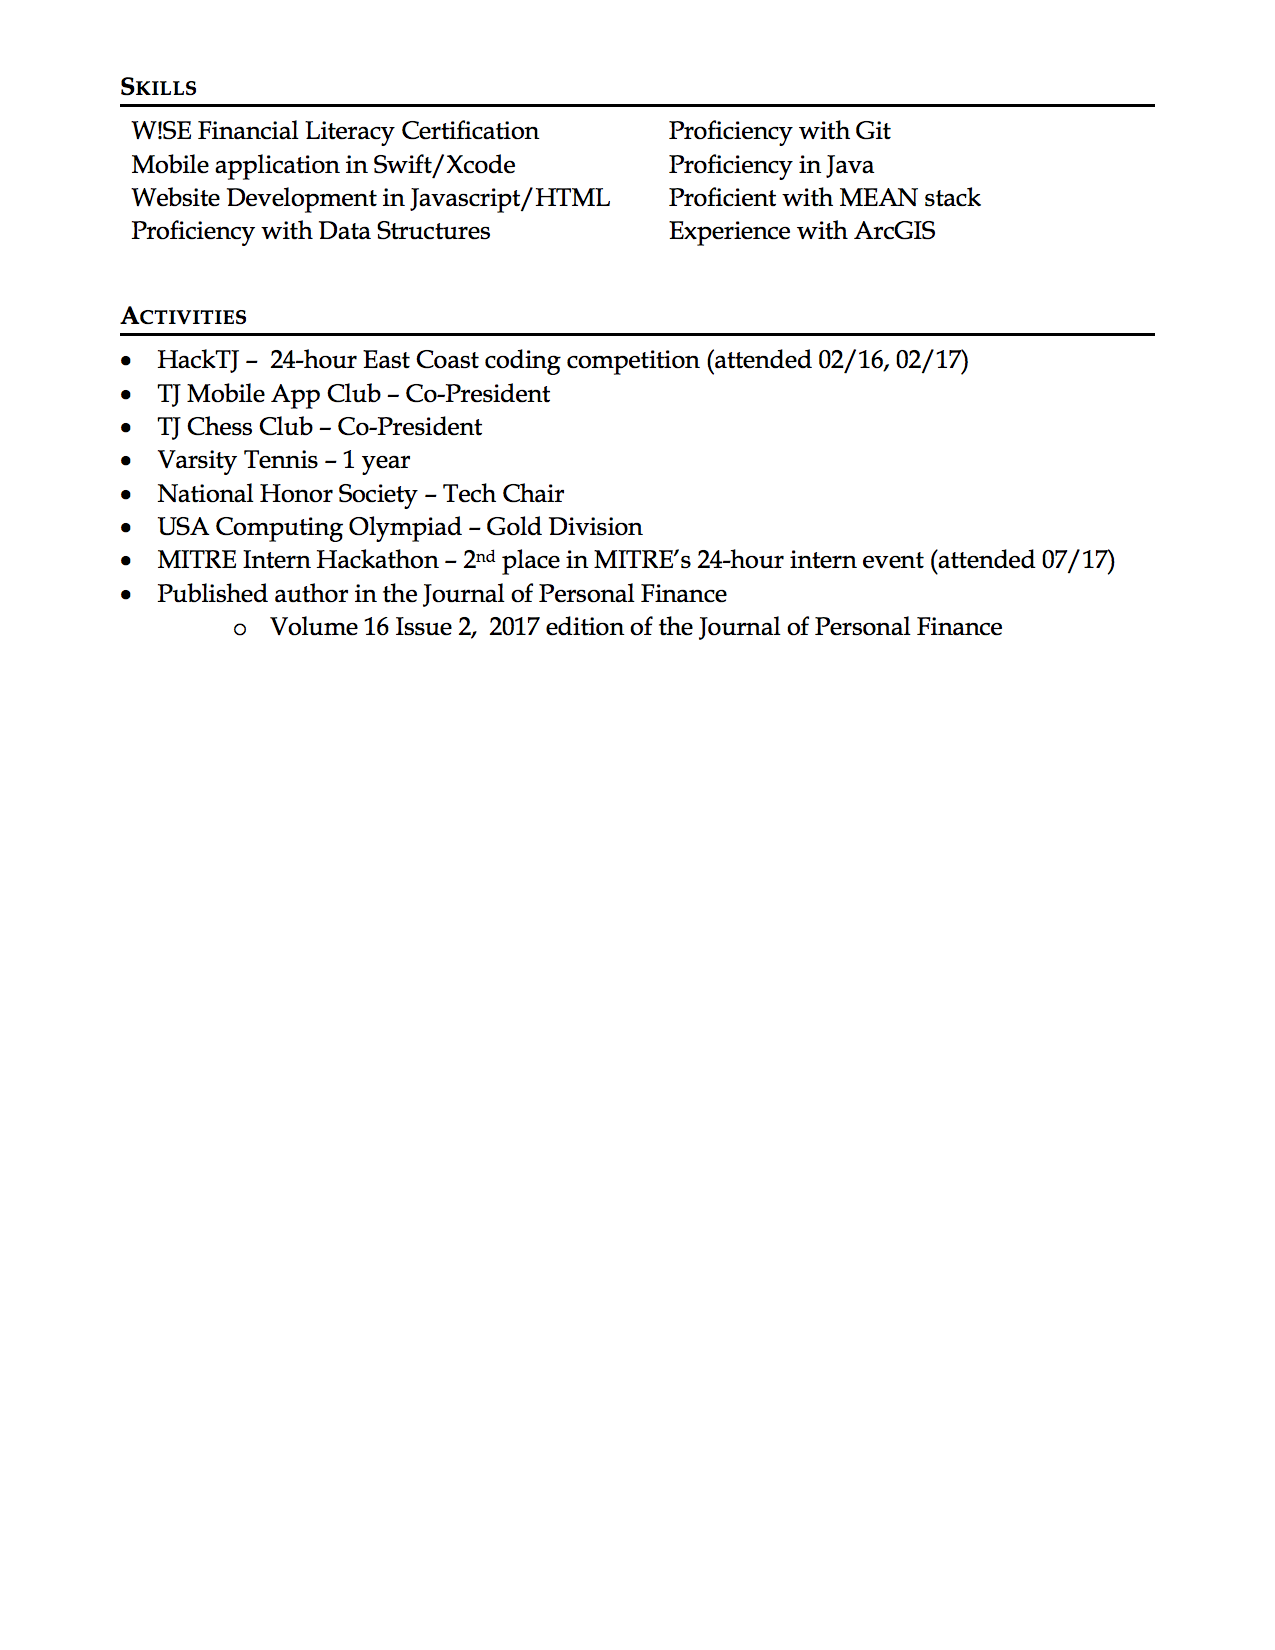 SKILLS
W!SE Financial Literacy Certification Proficiency with Git
Mobile application in Swift/Xcode Proficiency in Java
Website Development in Javascript/HTML Proficient with MEAN stack
Proficiency with Data Structures Experience with ArcGIS
ACTIVITIES
• HackTJ –  24-hour East Coast coding competition (attended 02/16, 02/17)
• TJ Mobile App Club – Co-President
• TJ Chess Club – Co-President
• Varsity Tennis – 1 year
• National Honor Society – Tech Chair
• USA Computing Olympiad – Gold Division
• MITRE Intern Hackathon – 2nd place in MITRE's 24-hour intern event (attended 07/17)
• Published author in the Journal of Personal Finance
o Volume 16 Issue 2,  2017 edition of the Journal of Personal Finance